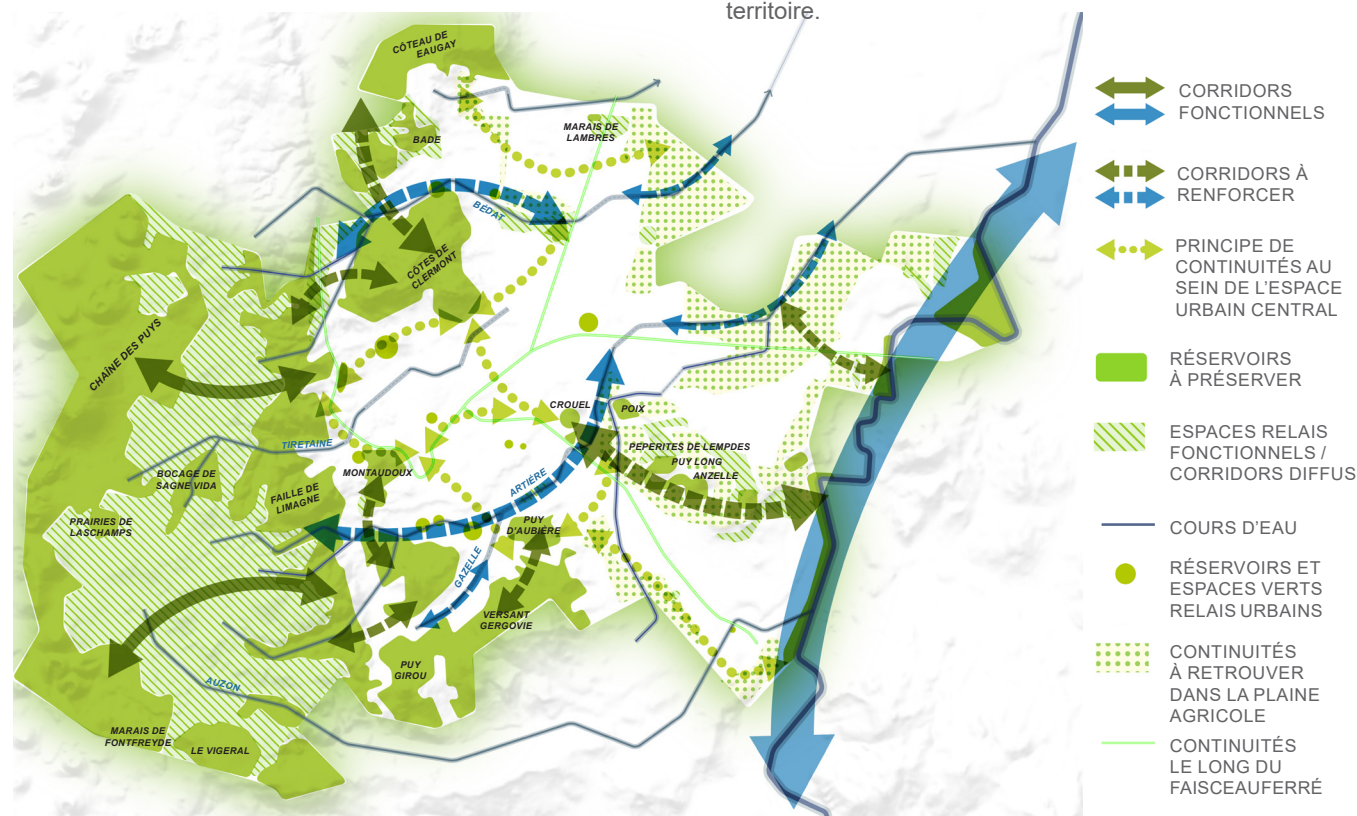 territoire.
CÔTEAU DE
EAUGAY
BADE
MARAIS DE
LAMBRES
BÉDAT
CÔTES DE
CLERMONT
CHAÎNE DES PUYS
CROUEL
POIX
TIRETAINE
MONTAUDOUX
PÉPÉRITES DE LEMPDES
PUY LONG
ANZELLE
BOCAGE DE
SAGNE VIDA
FAILLE DE
LIMAGNE
ARTIÈRE
PRAIRIES DE
LASCHAMPS
PUY
D'AUBIÈRE
GAZELLE
VERSANT
GERGOVIE
PUY
GIROU
AUZON
MARAIS DE
FONTFREYDE
LE VIGERAL
CORRIDORS
FONCTIONNELS
CORRIDORS À
RENFORCER
PRINCIPE DE
CONTINUITÉS AU
SEIN DE L'ESPACE
URBAIN CENTRAL
RÉSERVOIRS
À PRÉSERVER
ESPACES RELAIS
FONCTIONNELS /
CORRIDORS DIFFUS
COURS D'EAU
RÉSERVOIRS ET
ESPACES VERTS
RELAIS URBAINS
CONTINUITÉS
À RETROUVER
DANS LA PLAINE
AGRICOLE
CONTINUITÉS
LE LONG DU
FAISCEAUFERRÉ